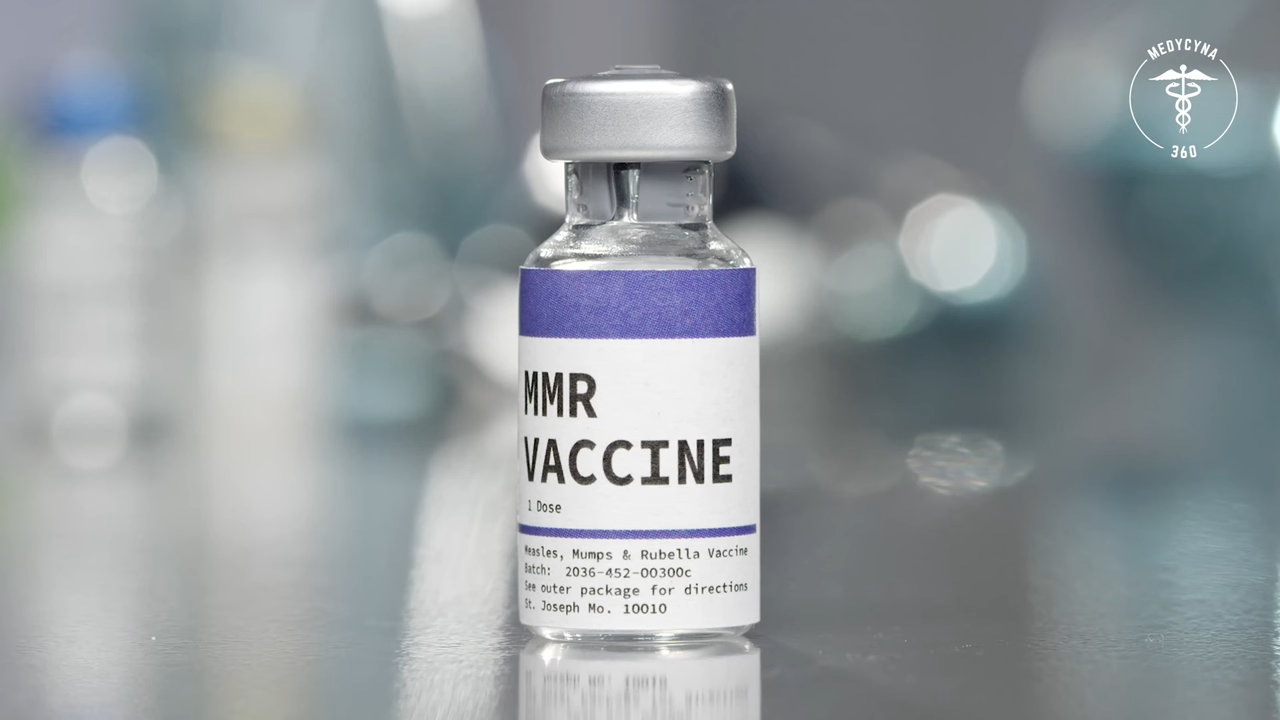 MEDYCYNA
360
MMR
VACCINE
1 Dose
Measles, Mumps & Rubella Vaccine
Batch: 2036-452-00300c
See outer package for directions
St. Joseph Mo. 10010